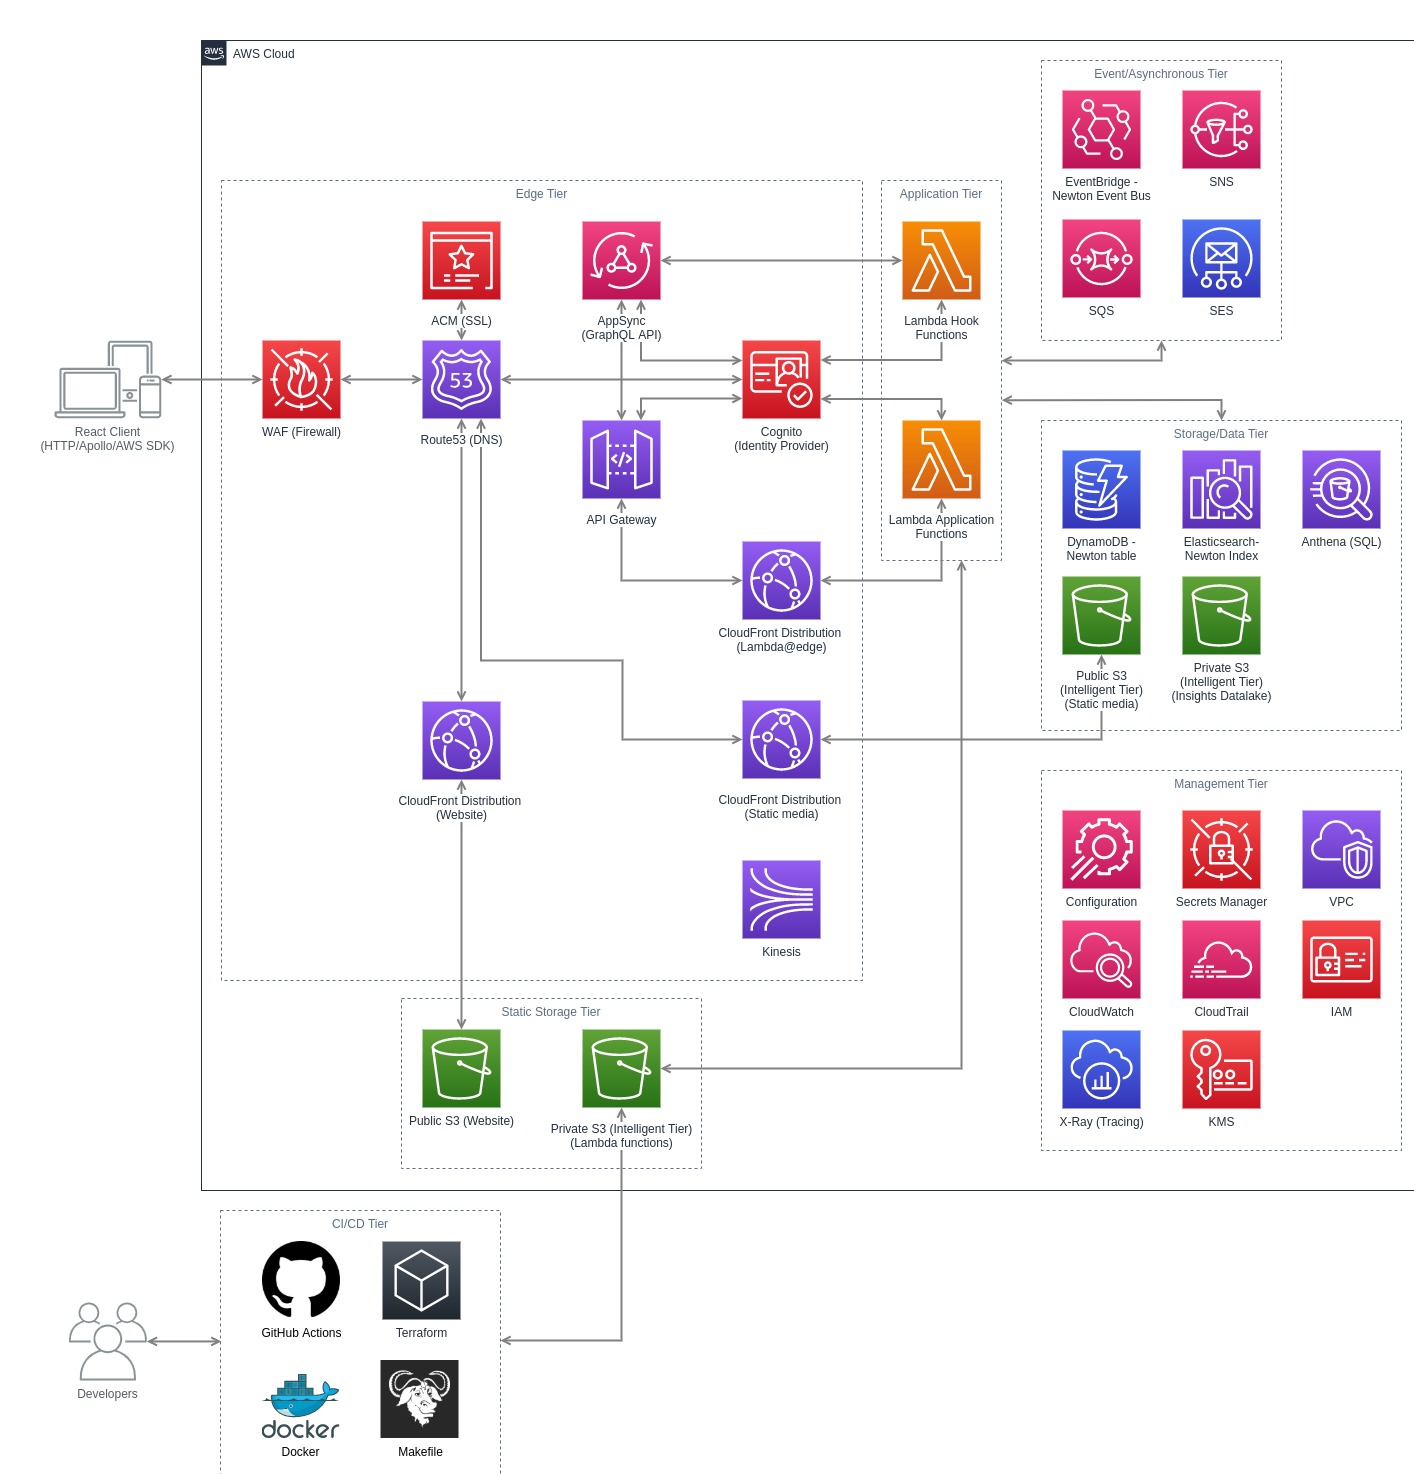 aws
AWS Cloud
Event/Asynchronous Tier
EventBridge -
Newton Event Bus
SNS
SQS
SES
Edge Tier
ACM (SSL)
AppSync
(GraphQL API)
React Client
(HTTP/Apollo/AWS SDK)
WAF (Firewall)
53
Route53 (DNS)
Cognito
(Identity Provider)
</>
API Gateway
CloudFront Distribution
(Lambda@edge)
CloudFront Distribution
(Website)
CloudFront Distribution
(Static media)
Kinesis
Application Tier
Lambda Hook
Functions
Lambda Application
Functions
Storage/Data Tier
DynamoDB -
Newton table
Elasticsearch-
Newton Index
Anthena (SQL)
Public S3
(Intelligent Tier)
(Static media)
Private S3
(Intelligent Tier)
(Insights Datalake)
Management Tier
Configuration
Secrets Manager
VPC
CloudWatch
CloudTrail
IAM
X-Ray (Tracing)
KMS
Static Storage Tier
Public S3 (Website)
Private S3 (Intelligent Tier)
(Lambda functions)
CI/CD Tier
GitHub Actions
Terraform
Developers
docker
Docker
Makefile